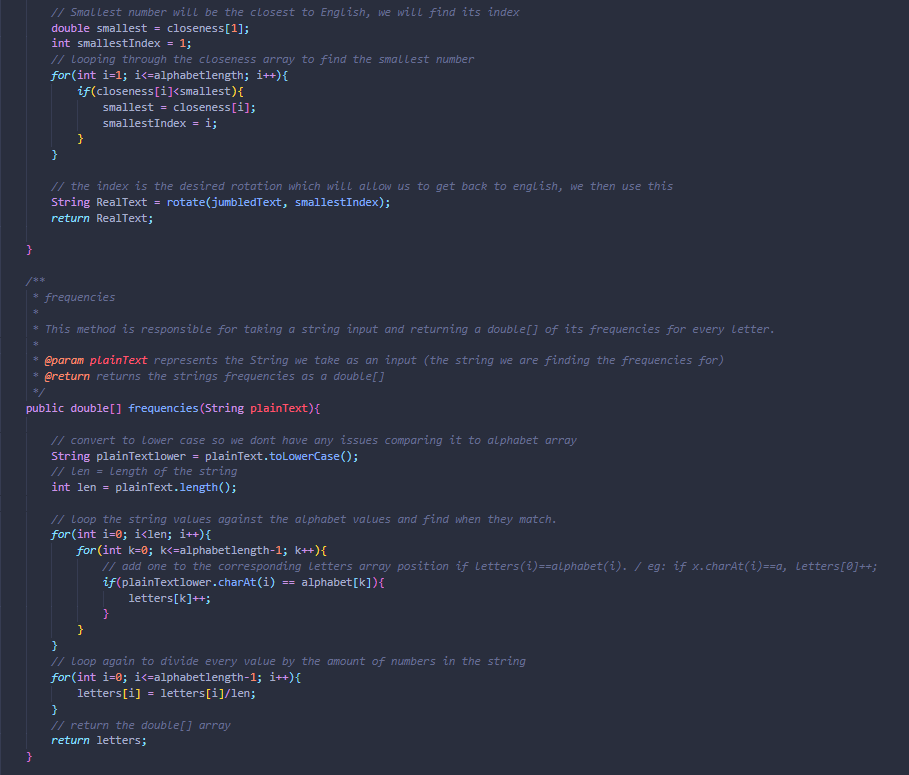 // Smallest number will be the closest to English, we will find its index
double smallest = closeness[1];
int smallestIndex = 1;
// looping through the closeness array to find the smallest number
for(int i=1; i<=alphabetlength; i++){
if(closeness[i]<smallest){
smallest = closeness[i];
smallestIndex = i;
}
}
// the index is the desired rotation which will allow us to get back to english, we then use this
String RealText = rotate(jumbledText, smallestIndex);
return RealText;
}
/**
* frequencies
*
* This method is responsible for taking a string input and returning a double[] of its frequencies for every letter.
*
* @param plainText represents the String we take as an input (the string we are finding the frequencies for)
* @return returns the strings frequencies as a double[]
*/
public double[] frequencies(String plainText){
// convert to lower case so we dont have any issues comparing it to alphabet array
String plainTextlower = plainText.toLowerCase();
// len = length of the string
int len = plainText.length();
// loop the string values against the alphabet values and find when they match.
for(int i=0; i<len; i++){
for(int k=0; k<=alphabetlength-1; k++){
// add one to the corresponding letters array position if letters(i)==alphabet(i). / eg: if x.charAt(i)==a, letters[0]++;
if(plainTextlower.charAt(i) == alphabet[k]){
letters[k]++;
}
}
}
// loop again to divide every value by the amount of numbers in the string
for(int i=0; i<=alphabetlength-1; i++){
letters[i] = letters[i]/len;
}
// return the double[] array
return letters;
}